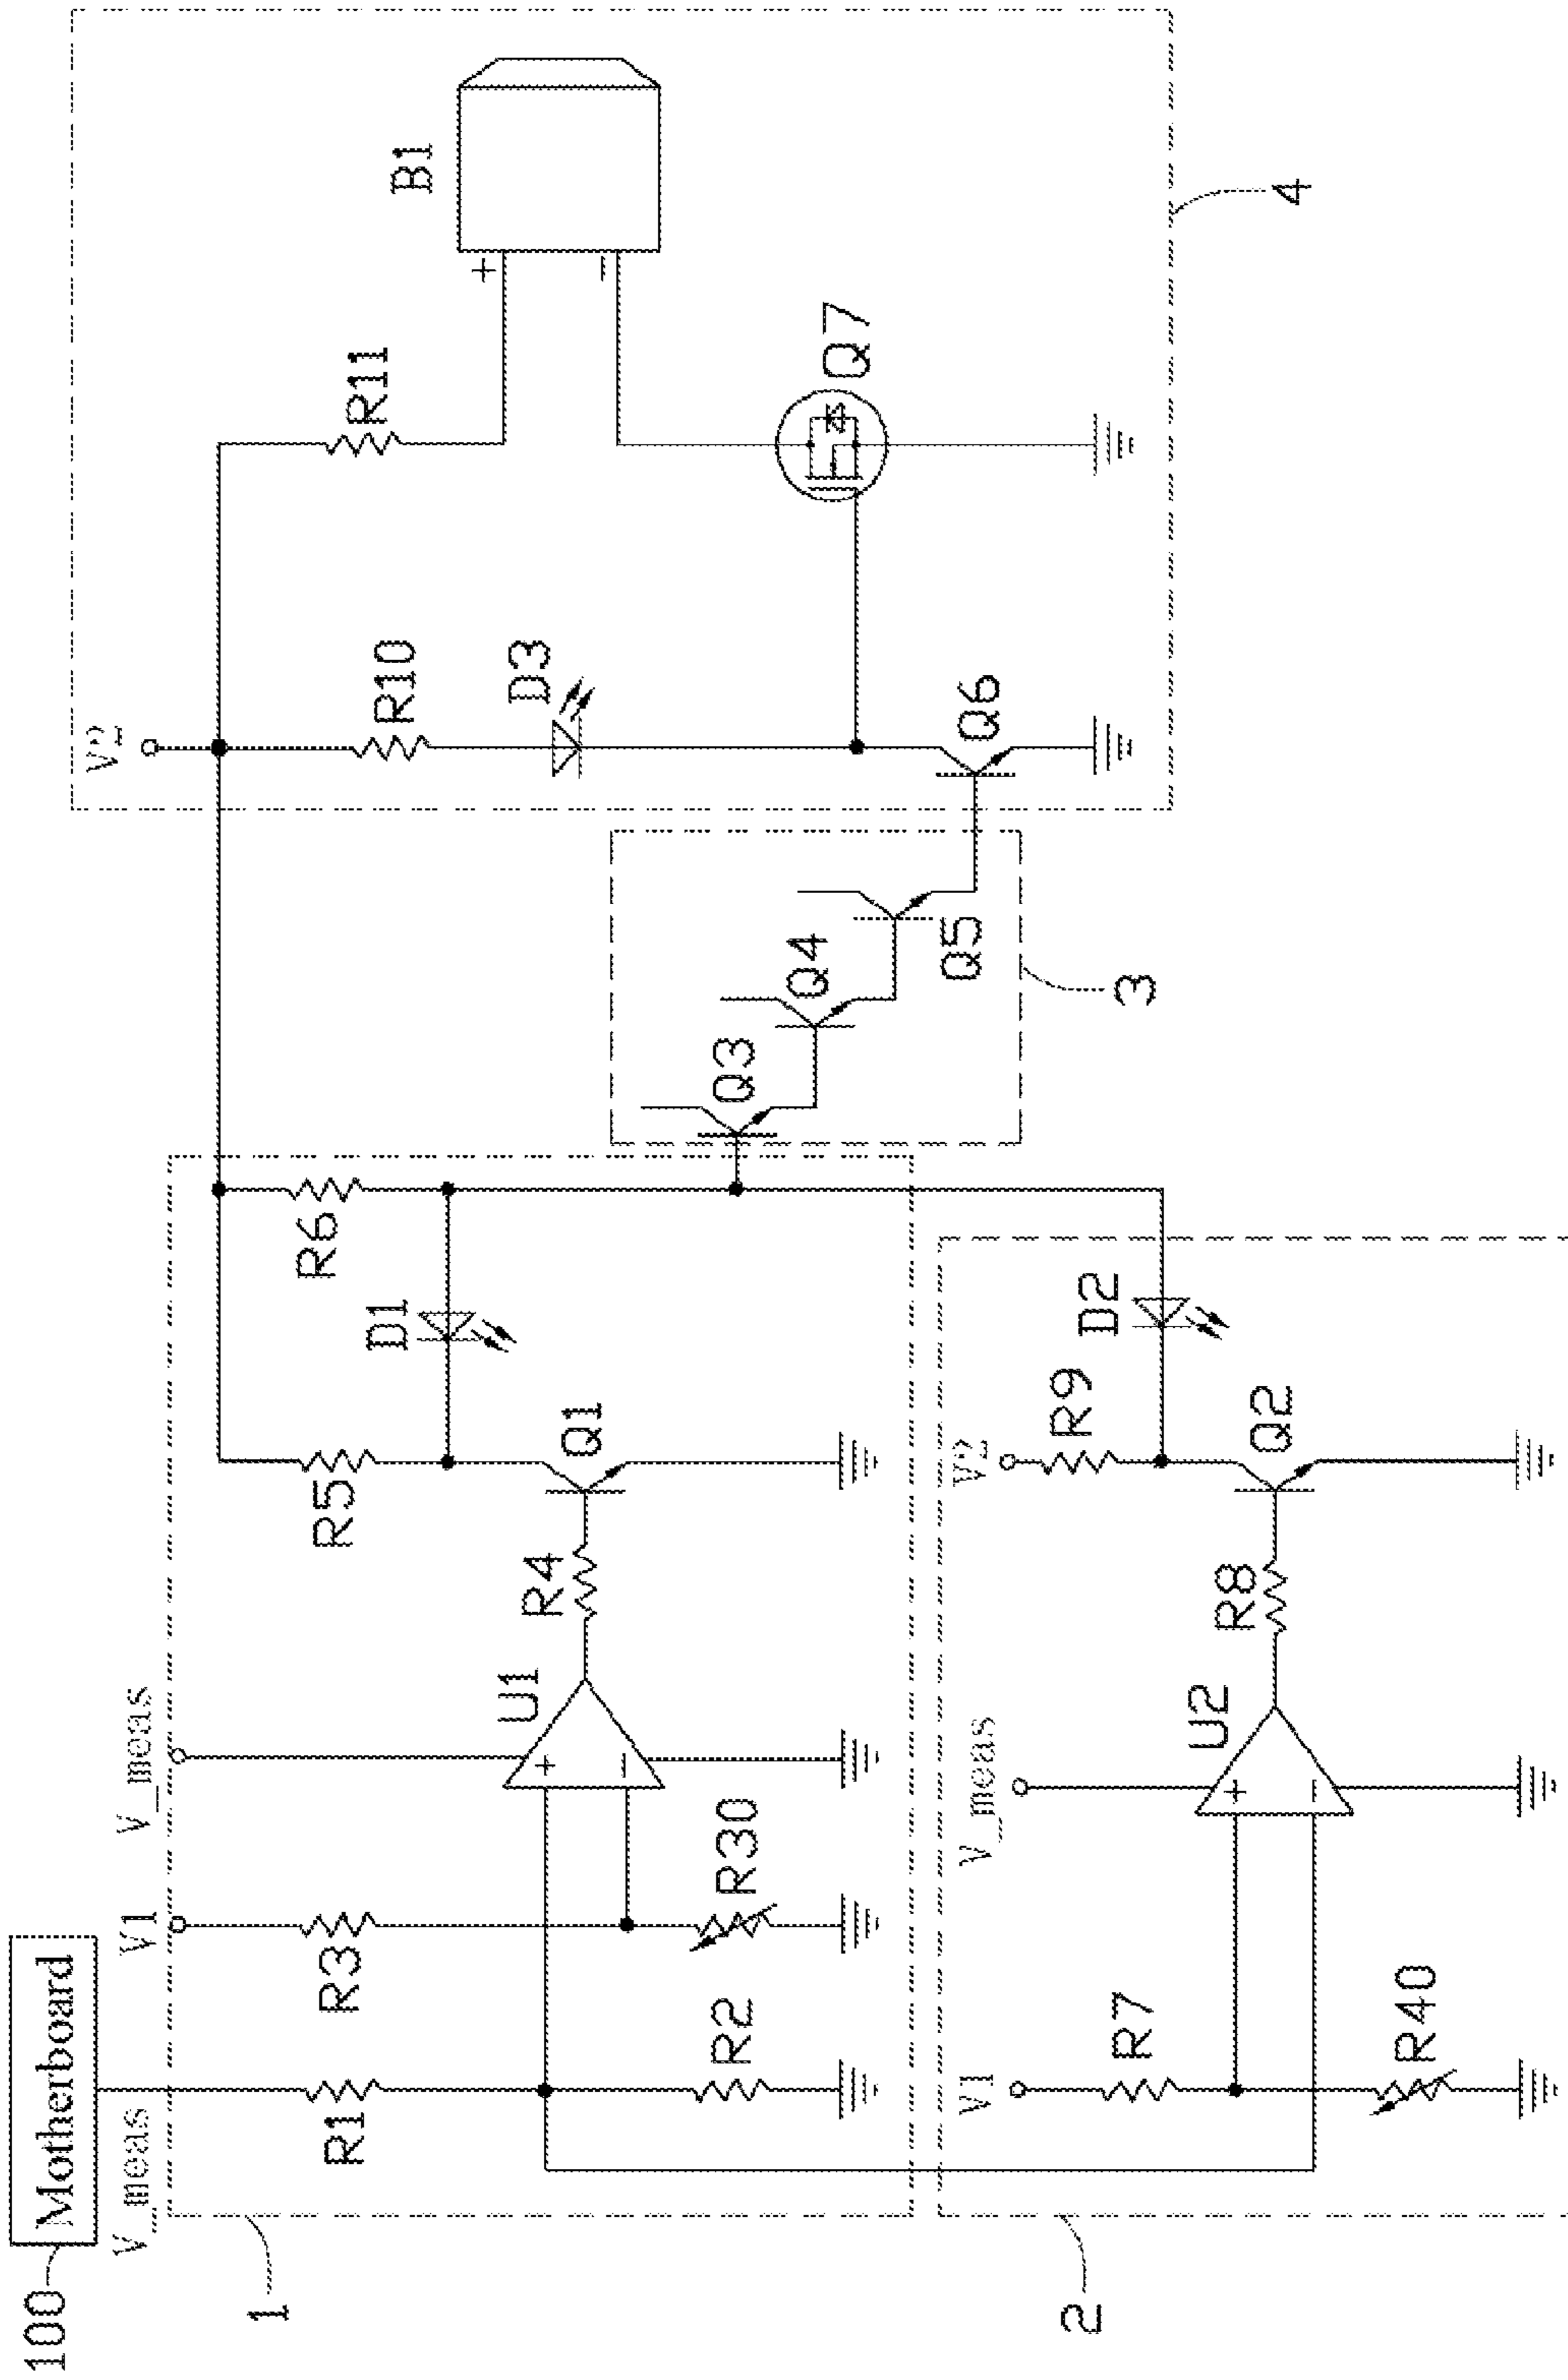 100
Motherboard
V_meas
V1
V_meas
V2
R1
R3
R5
R6
R10
R11
B1
+
−
D1
D3
R2
R30
U1
+
−
R4
Q1
Q3
Q4
Q5
Q6
Q7
1
3
4
V1
V_meas
V2
R7
R9
D2
R40
U2
+
−
R8
Q2
2